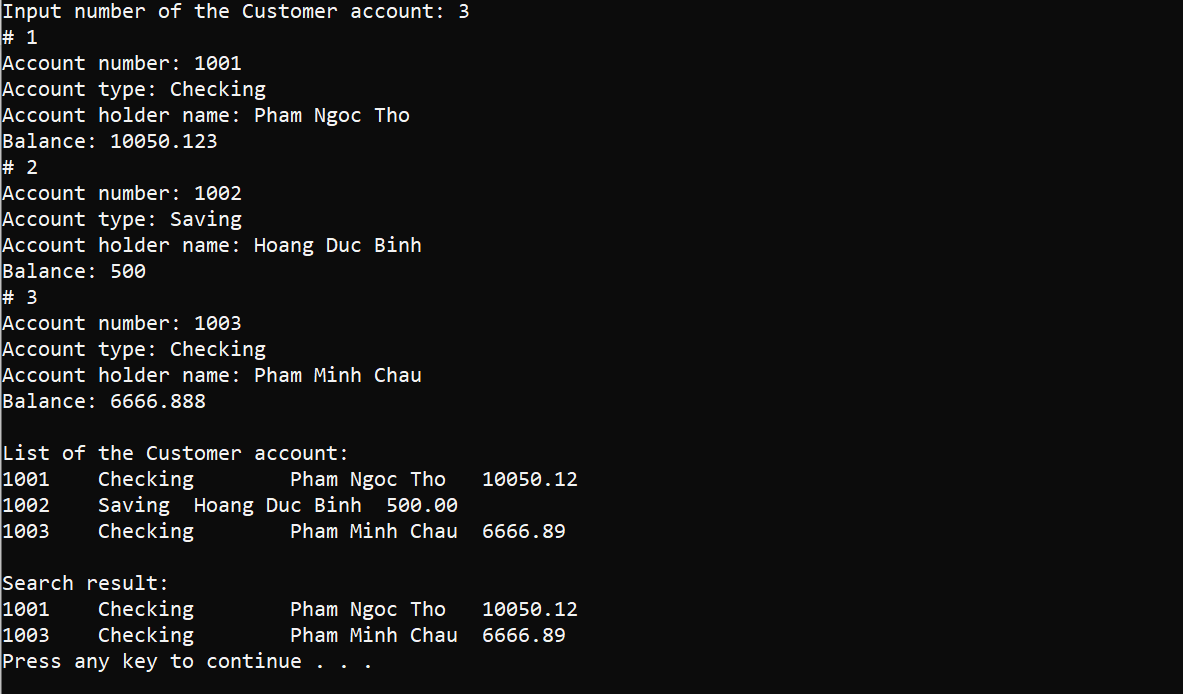 Input number of the Customer account: 3
# 1
Account number: 1001
Account type: Checking
Account holder name: Pham Ngoc Tho
Balance: 10050.123
# 2
Account number: 1002
Account type: Saving
Account holder name: Hoang Duc Binh
Balance: 500
# 3
Account number: 1003
Account type: Checking
Account holder name: Pham Minh Chau
Balance: 6666.888

List of the Customer account:
1001    Checking        Pham Ngoc Tho   10050.12
1002    Saving  Hoang Duc Binh  500.00
1003    Checking        Pham Minh Chau  6666.89

Search result:
1001    Checking        Pham Ngoc Tho   10050.12
1003    Checking        Pham Minh Chau  6666.89
Press any key to continue . . .